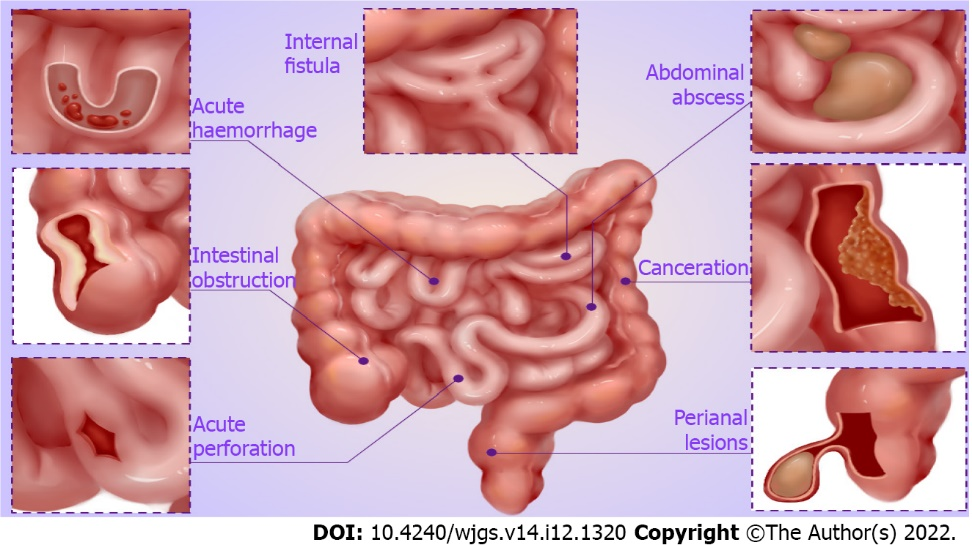 Internal
fistula
Abdominal
abscess
Acute
haemorrhage
Intestinal
obstruction
Canceration
Acute
perforation
Perianal
lesions
DOI: 10.4240/wjgs.v14.i12.1320 Copyright ©The Author(s) 2022.